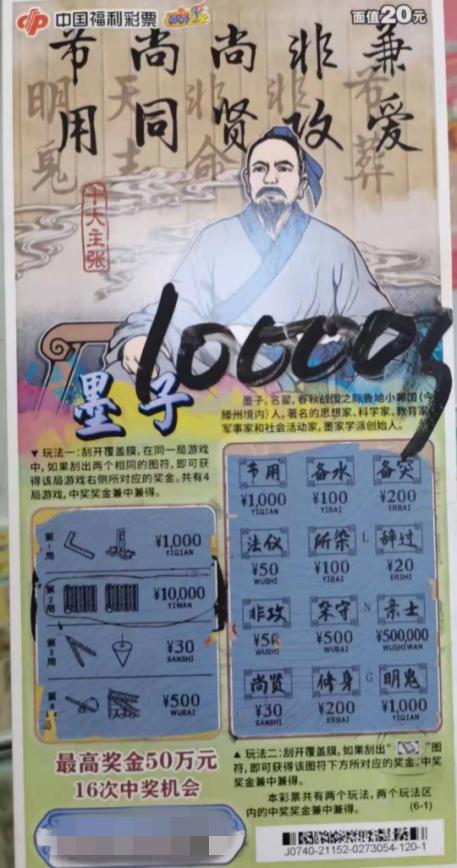 中国福利彩票 刮刮乐
面值20元
节用 尚同 尚贤 非攻 兼爱
明鬼 天志 非命 非乐 节葬
十大主张
10000
墨子
墨子,名翟,春秋战国之际鲁地小邾国(今
滕州境内)人,著名的思想家、科学家、教育家、
军事家和社会活动家,墨家学派创始人。
▼玩法一:刮开覆盖膜,在同一局游戏
中,如果刮出两个相同的图符,即可获
得该局游戏右侧所对应的奖金。共有4
局游戏,中奖奖金兼中兼得。
第1局 ¥1,000
YIQIAN
第2局 ¥10,000
YIWAN
第3局 ¥30
SANSHI
第4局 ¥500
WUBAI
节用 备水 备突
¥1,000 ¥100 ¥200
YIQIAN YIBAI ERBAI
法仪 所染 L 辞过
¥50 ¥100 ¥20
WUSHI YIBAI ERSHI
非攻 杂守 N 亲士
¥50 ¥500 ¥500,000
WUSHI WUBAI WUSHIWAN
尚贤 修身 G 明鬼
¥30 ¥200 ¥1,000
SANSHI ERBAI YIQIAN
最高奖金50万元
16次中奖机会
▲玩法二:刮开覆盖膜,如果刮出“ ”图
符,即可获得该图符下方所对应的奖金。中奖
奖金兼中兼得。
本彩票共有两个玩法,两个玩法区
内的中奖奖金兼中兼得。 (6-1)
J0740-21152-0273054-120-1